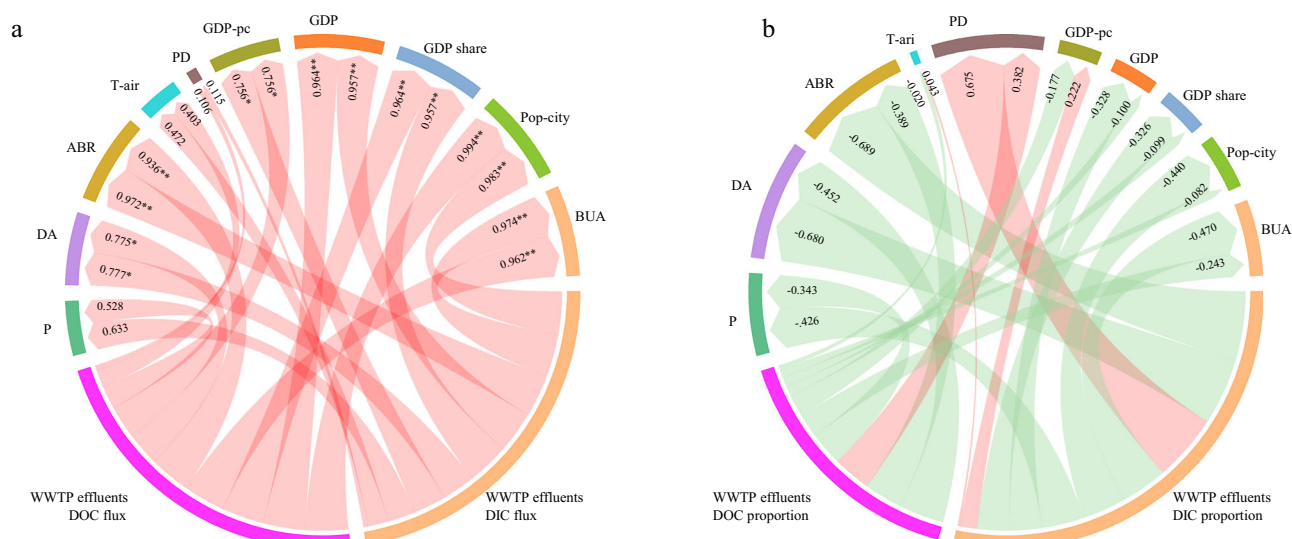 a
PD
GDP-pc
GDP
GDP share
T-air
Pop-city
ABR
BUA
DA
P
0.115
0.106
0.756*
0.756*
0.964**
0.957**
0.964**
0.957**
0.403
0.472
0.994**
0.983**
0.936**
0.972**
0.974**
0.962**
0.775*
0.777*
0.528
0.633
WWTP effluents
DOC flux
WWTP effluents
DIC flux
b
PD
T-ari
GDP-pc
GDP
ABR
GDP share
Pop-city
DA
BUA
P
0.043
-0.020
0.675
0.382
-0.177
0.222
-0.328
-0.100
-0.389
-0.689
-0.326
-0.099
-0.440
-0.082
-0.452
-0.680
-0.470
-0.243
-0.343
-.426
WWTP effluents
DOC proportion
WWTP effluents
DIC proportion